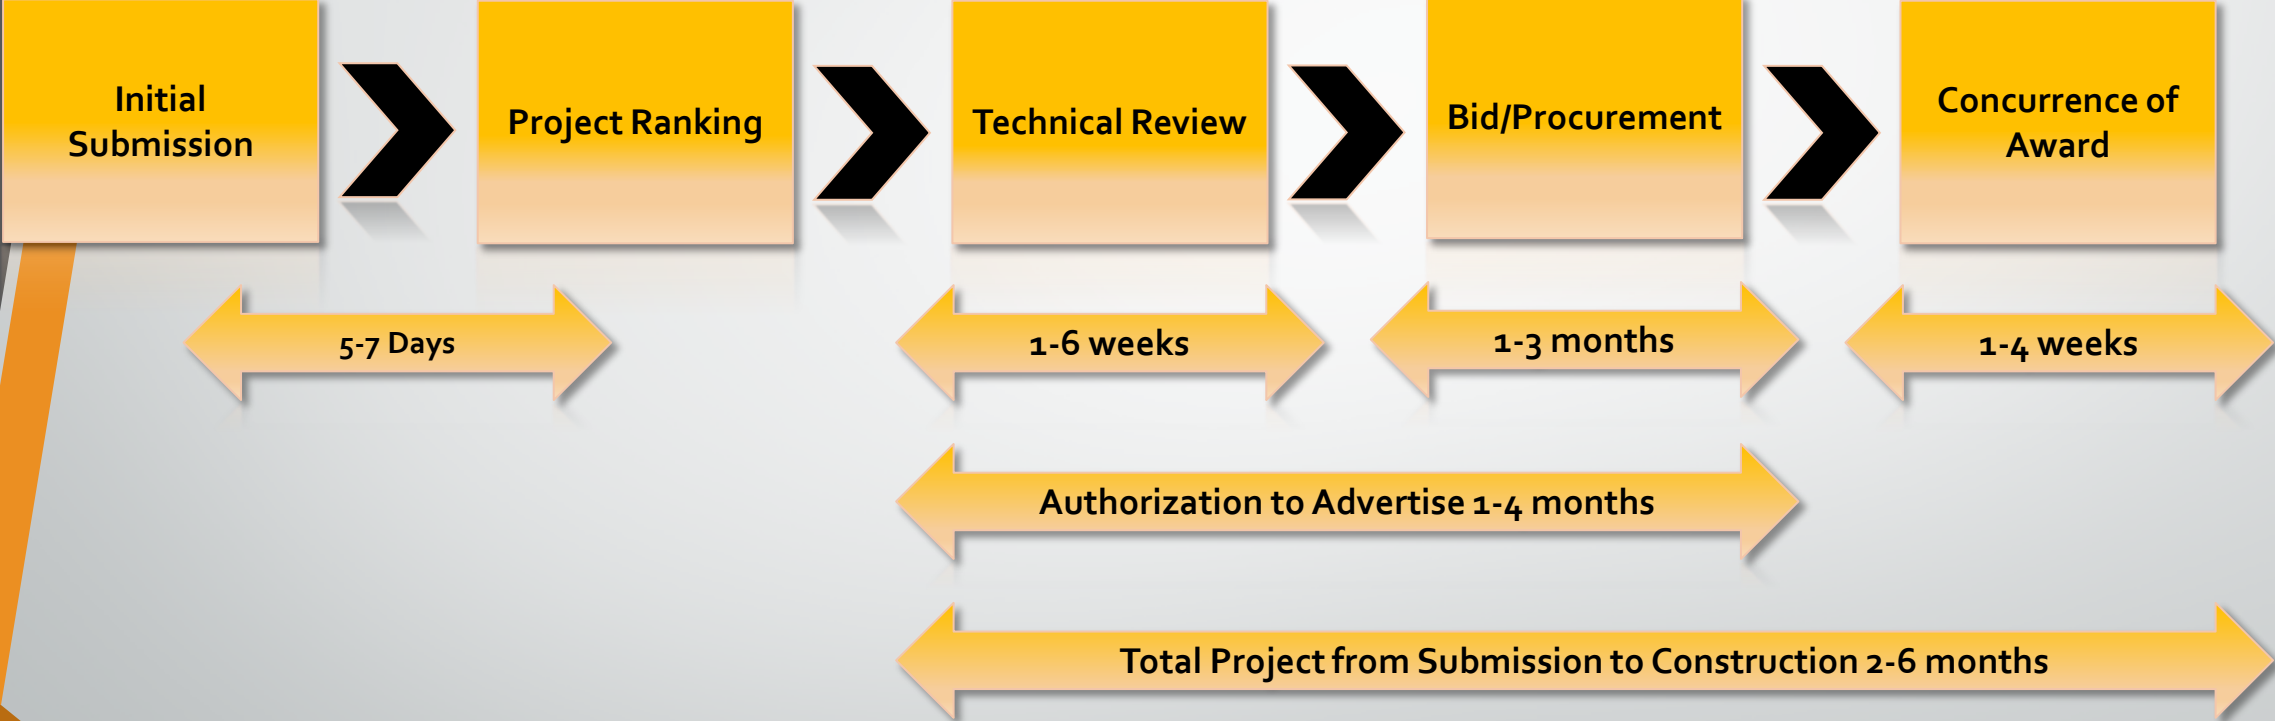 Initial
Submission
Project Ranking
Technical Review
Bid/Procurement
Concurrence of
Award
5-7 Days
1-6 weeks
1-3 months
1-4 weeks
Authorization to Advertise 1-4 months
Total Project from Submission to Construction 2-6 months